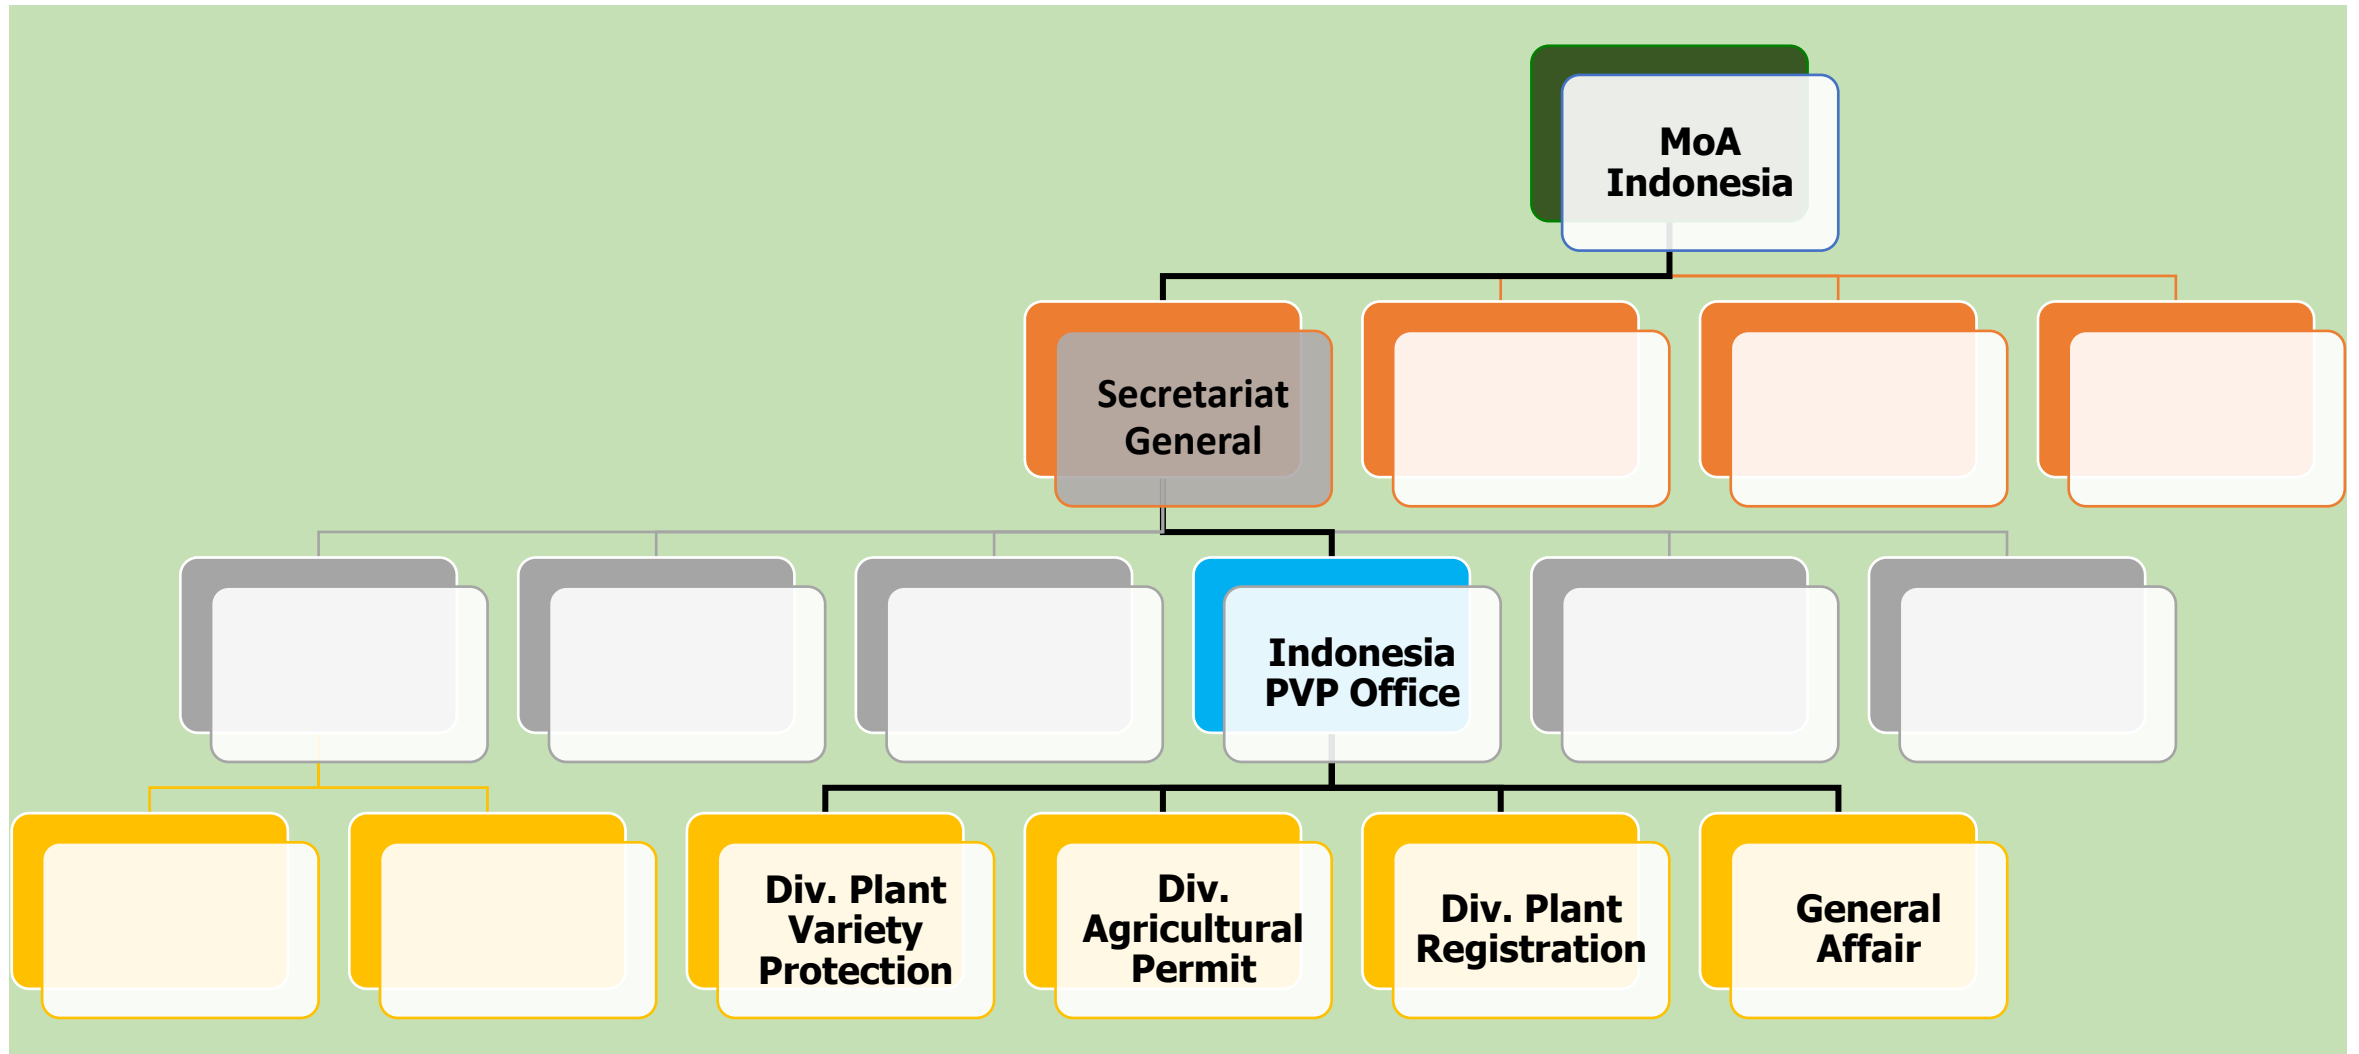 MoA
Indonesia
Secretariat
General
Indonesia
PVP Office
Div. Plant
Variety
Protection
Div.
Agricultural
Permit
Div. Plant
Registration
General
Affair